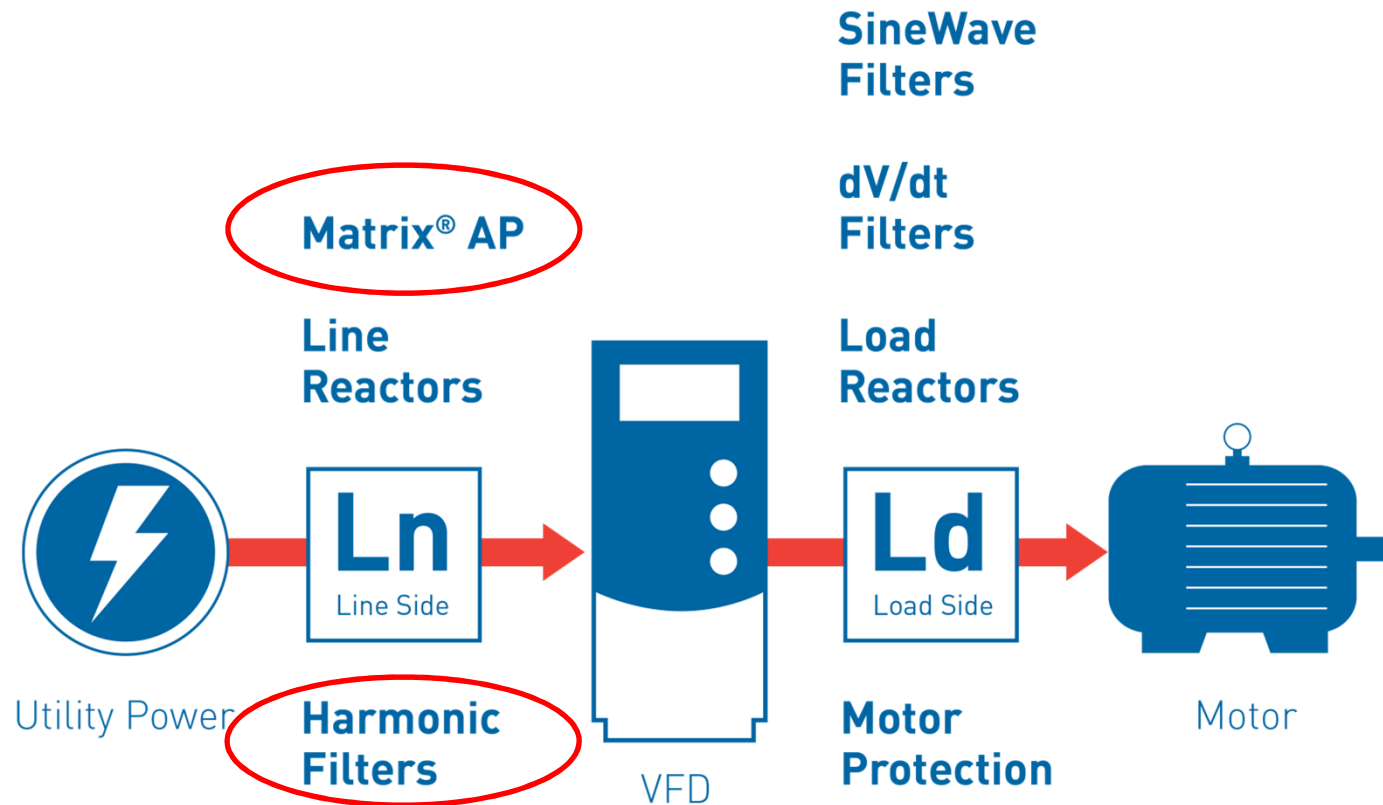 SineWave
Filters
dV/dt
Filters
Matrix® AP
Line
Reactors
Load
Reactors
Ln
Line Side
Ld
Load Side
Utility Power
Harmonic
Filters
VFD
Motor
Protection
Motor